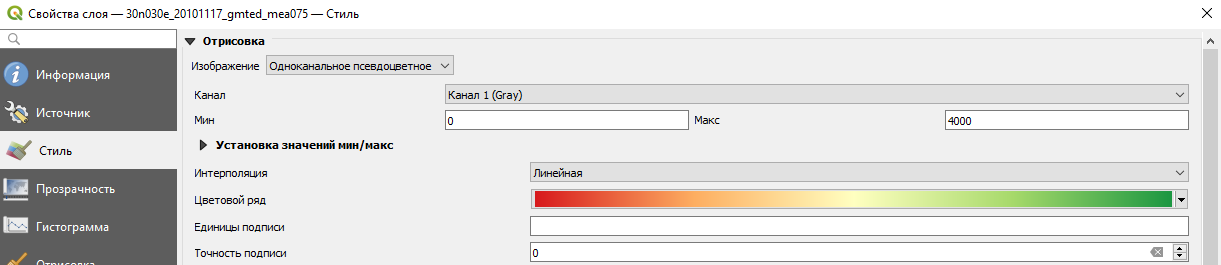 Свойства слоя — 30n030e_20101117_gmted_mea075 — Стиль
Отрисовка
Изображение Одноканальное псевдоцветное
Информация
Канал Канал 1 (Gray)
Источник
Мин 0 Макс 4000
Стиль
Установка значений мин/макс
Интерполяция Линейная
Прозрачность
Цветовой ряд
Гистограмма
Единицы подписи
Точность подписи 0
Отрисовка